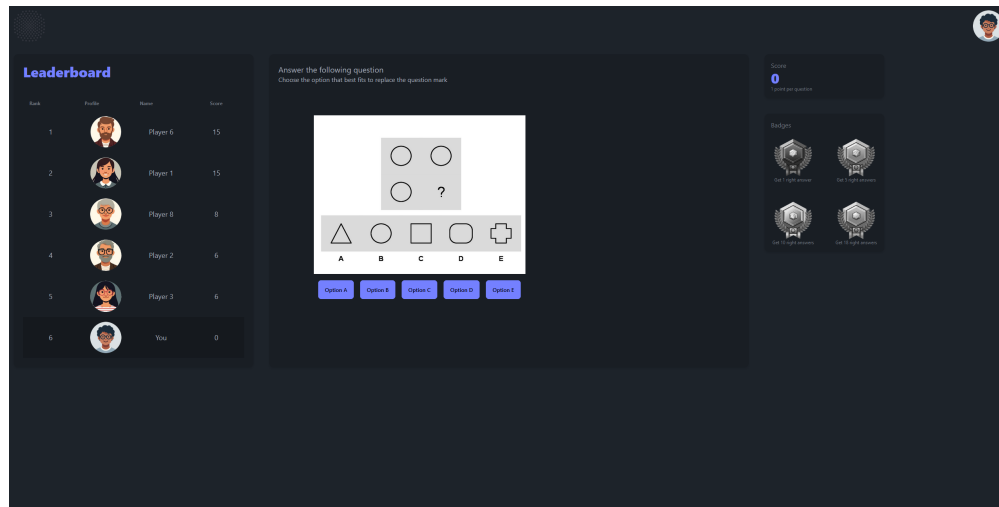 Leaderboard
Rank Profile Name Score
1 Player 6 15
2 Player 1 15
3 Player 8 8
4 Player 2 6
5 Player 3 6
6 You 0
Answer the following question
Choose the option that best fits to replace the question mark
?
A B C D E
Option A Option B Option C Option D Option E
Score
0
1 point per question
Badges
Get 1 right answer Get 5 right answers
Get 10 right answers Get 15 right answers